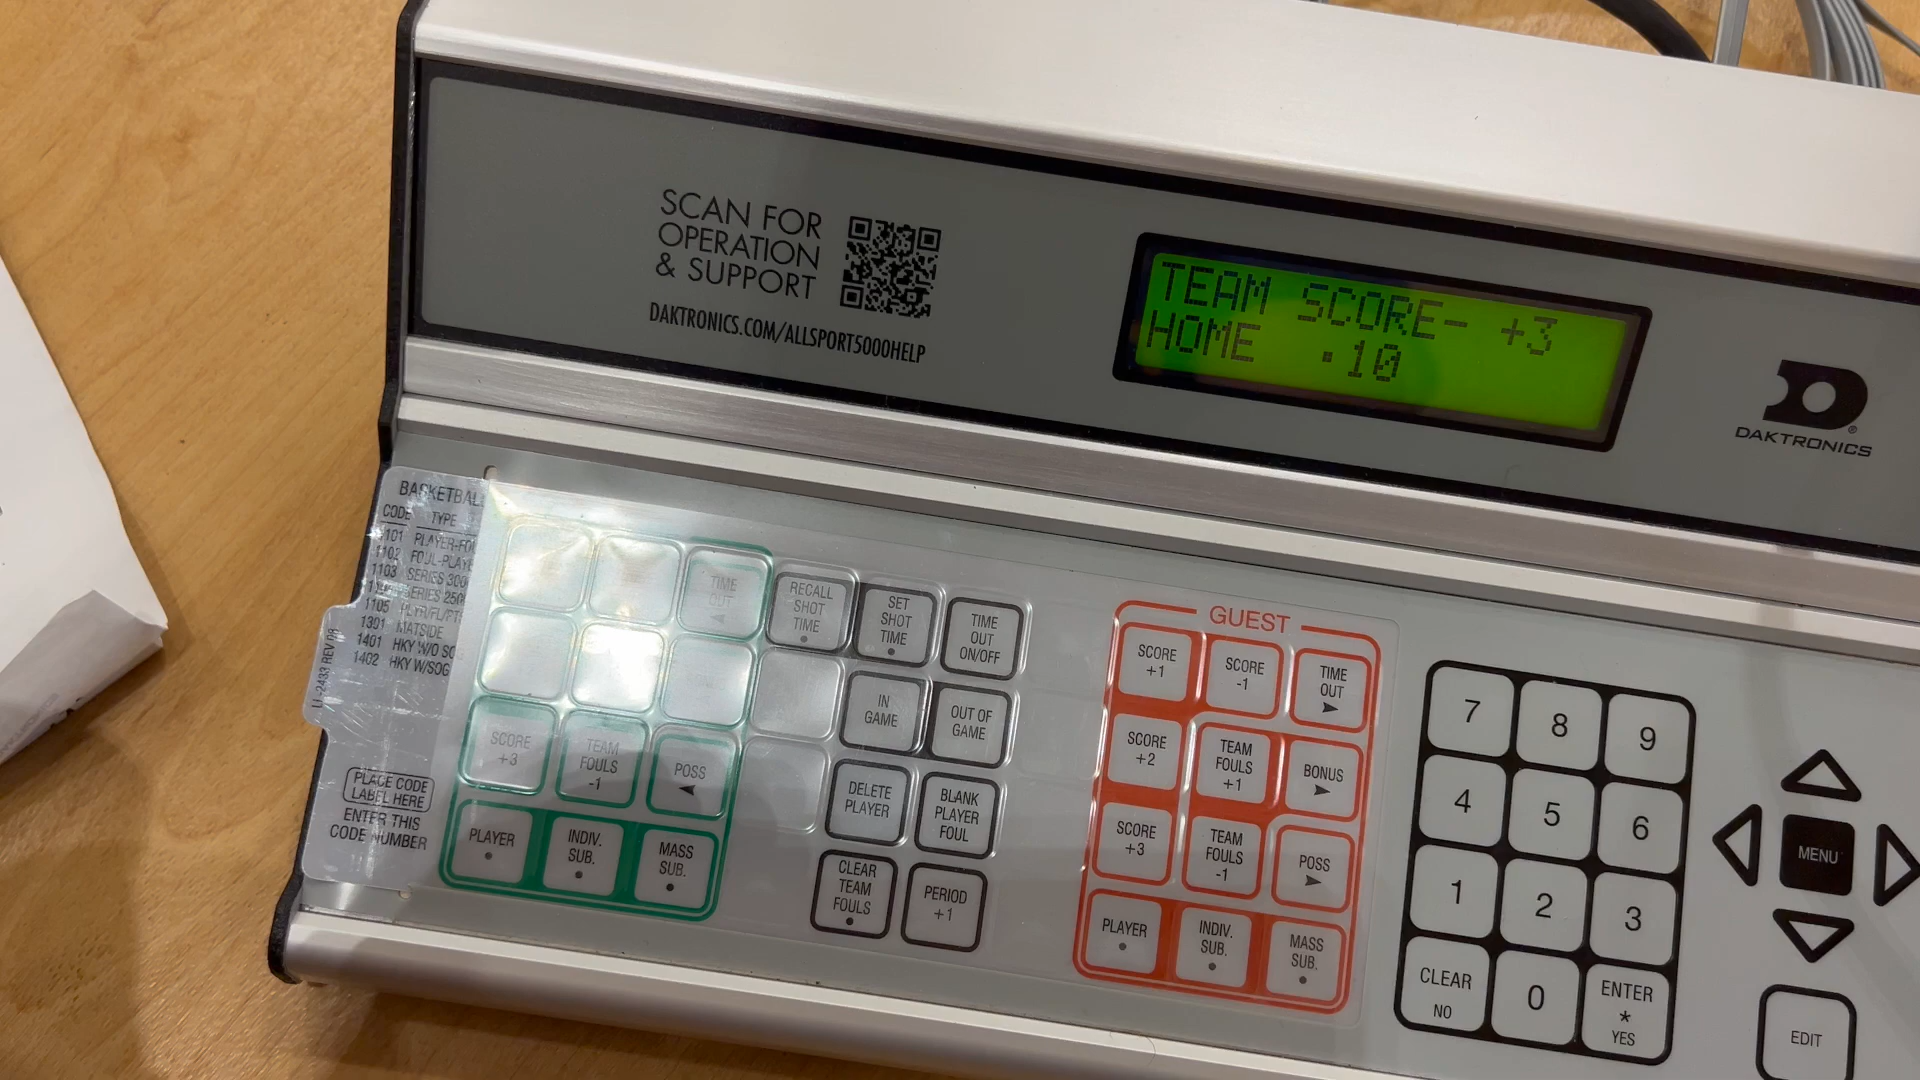 SCAN FOR
OPERATION
& SUPPORT
DAKTRONICS.COM/ALLSPORT5000HELP
TEAM SCORE- +3
HOME 10
DAKTRONICS
BASKETBAL
CODE TYPE
1101 PLAYER-FOU
1102 FOUL-PLAYE
1103 SERIES 300
SERIES 250
1105 PLYR/FL/PTS
1301 MATSIDE
1401 HKY W/O SO
1402 HKY W/SOG
PLACE CODE
LABEL HERE
ENTER THIS
CODE NUMBER
TIME
OUT
SCORE
+3
TEAM
FOULS
-1
POSS
PLAYER
INDIV.
SUB.
MASS
SUB.
RECALL
SHOT
TIME
SET
SHOT
TIME
TIME
OUT
ON/OFF
IN
GAME
OUT OF
GAME
DELETE
PLAYER
BLANK
PLAYER
FOUL
CLEAR
TEAM
FOULS
PERIOD
+1
GUEST
SCORE
+1
SCORE
-1
TIME
OUT
SCORE
+2
TEAM
FOULS
+1
BONUS
SCORE
+3
TEAM
FOULS
-1
POSS
PLAYER
INDIV.
SUB.
MASS
SUB.
7
8
9
4
5
6
1
2
3
CLEAR
NO
0
ENTER
*
YES
MENU
EDIT